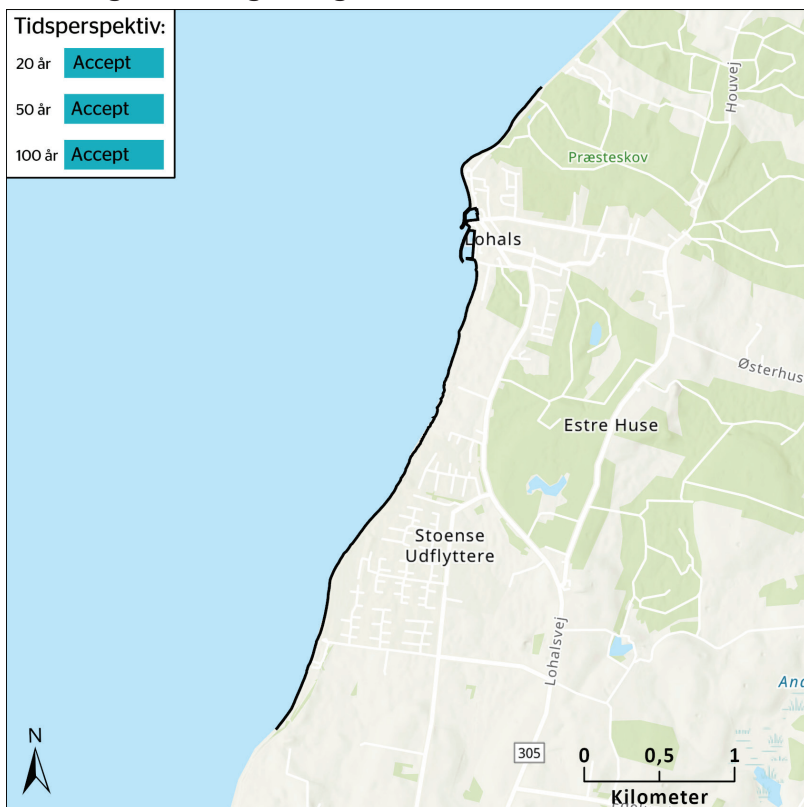 Tidsperspektiv:
20 år Accept
50 år Accept
100 år Accept
Houvej
Præsteskov
Lohals
Østerhus
Estre Huse
Stoense
Udflyttere
Lohalsvej
And
N
305
0 0,5 1
Kilometer